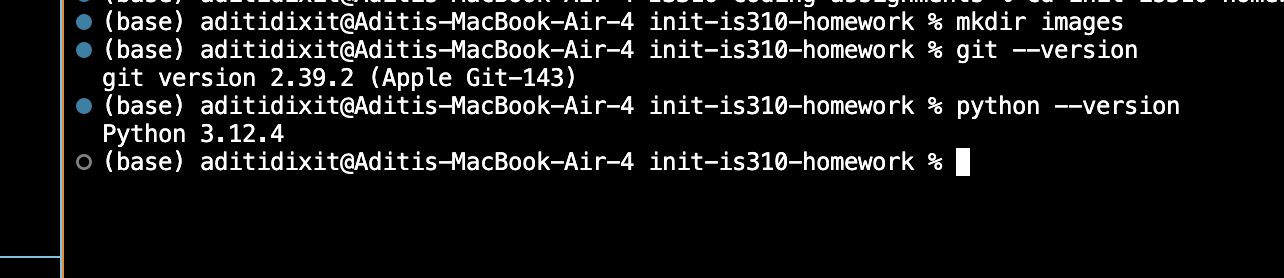 (base) aditidixit@Aditis-MacBook-Air-4 init-is310-homework % mkdir images
(base) aditidixit@Aditis-MacBook-Air-4 init-is310-homework % git --version
git version 2.39.2 (Apple Git-143)
(base) aditidixit@Aditis-MacBook-Air-4 init-is310-homework % python --version
Python 3.12.4
(base) aditidixit@Aditis-MacBook-Air-4 init-is310-homework %